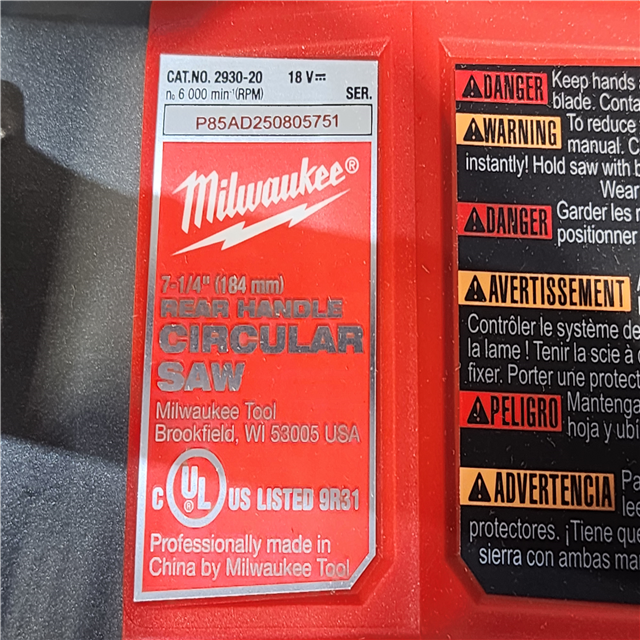 CAT.NO. 2930-20 18 V⎓
n₀ 6 000 min⁻¹(RPM) SER.
P85AD250805751
Milwaukee®
7-1/4" (184 mm)
REAR HANDLE
CIRCULAR
SAW
Milwaukee Tool
Brookfield, WI 53005 USA
C UL® US LISTED 9R31
Professionally made in
China by Milwaukee Tool
DANGER Keep hands
blade. Conta
WARNING To reduce
manual. C
instantly! Hold saw with b
Wear
DANGER Garder les
positionner
AVERTISSEMENT
Contrôler le système de
la lame ! Tenir la scie à
fixer. Porter une protect
PELIGRO Mantenga
hoja y ubi
ADVERTENCIA Pa
lee
protectores. ¡Tiene que
sierra con ambas ma